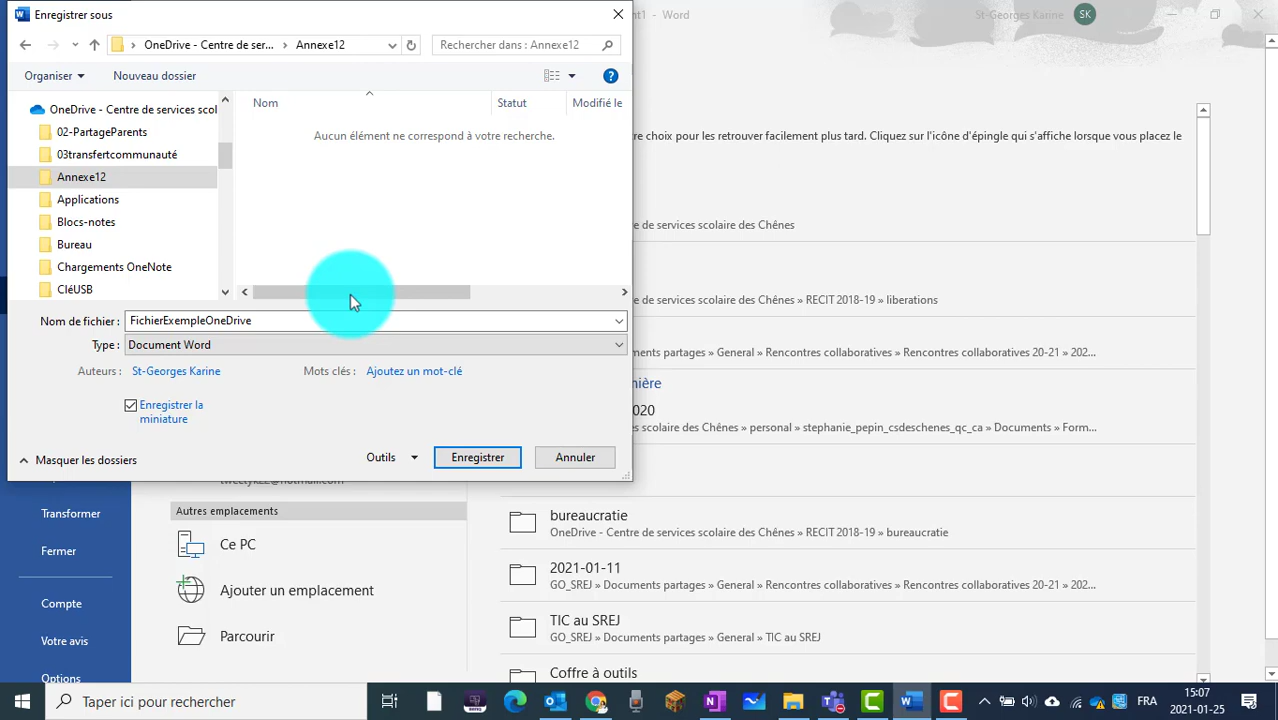 Enregistrer sous
OneDrive - Centre de ser... › Annexe12
Rechercher dans : Annexe12
Organiser
Nouveau dossier
OneDrive - Centre de services scol
02-PartageParents
03transfertcommunauté
Annexe12
Applications
Blocs-notes
Bureau
Chargements OneNote
CléUSB
Nom
Statut
Modifié le
Aucun élément ne correspond à votre recherche.
Nom de fichier : FichierExempleOneDrive
Type : Document Word
Auteurs : St-Georges Karine
Mots clés : Ajoutez un mot-clé
Enregistrer la
miniature
Masquer les dossiers
Outils
Enregistrer
Annuler
- Word
St-Georges Karine
SK
choix pour les retrouver facilement plus tard. Cliquez sur l'icône d'épingle qui s'affiche lorsque vous placez le
de services scolaire des Chênes
de services scolaire des Chênes » RECIT 2018-19 » liberations
Documents partages » General » Rencontres collaboratives » Rencontres collaboratives 20-21 » 202...
de services scolaire des Chênes » personal » stephanie_pepin_csdeschenes_qc_ca » Documents » Form...
bureaucratie
OneDrive - Centre de services scolaire des Chênes » RECIT 2018-19 » bureaucratie
2021-01-11
GO_SREJ » Documents partages » General » Rencontres collaboratives » Rencontres collaboratives 20-21 » 202...
TIC au SREJ
GO_SREJ » Documents partages » General » TIC au SREJ
Coffre à outils
Transformer
Fermer
Compte
Votre avis
Options
Autres emplacements
Ce PC
Ajouter un emplacement
Parcourir
Taper ici pour rechercher
FRA
15:07
2021-01-25